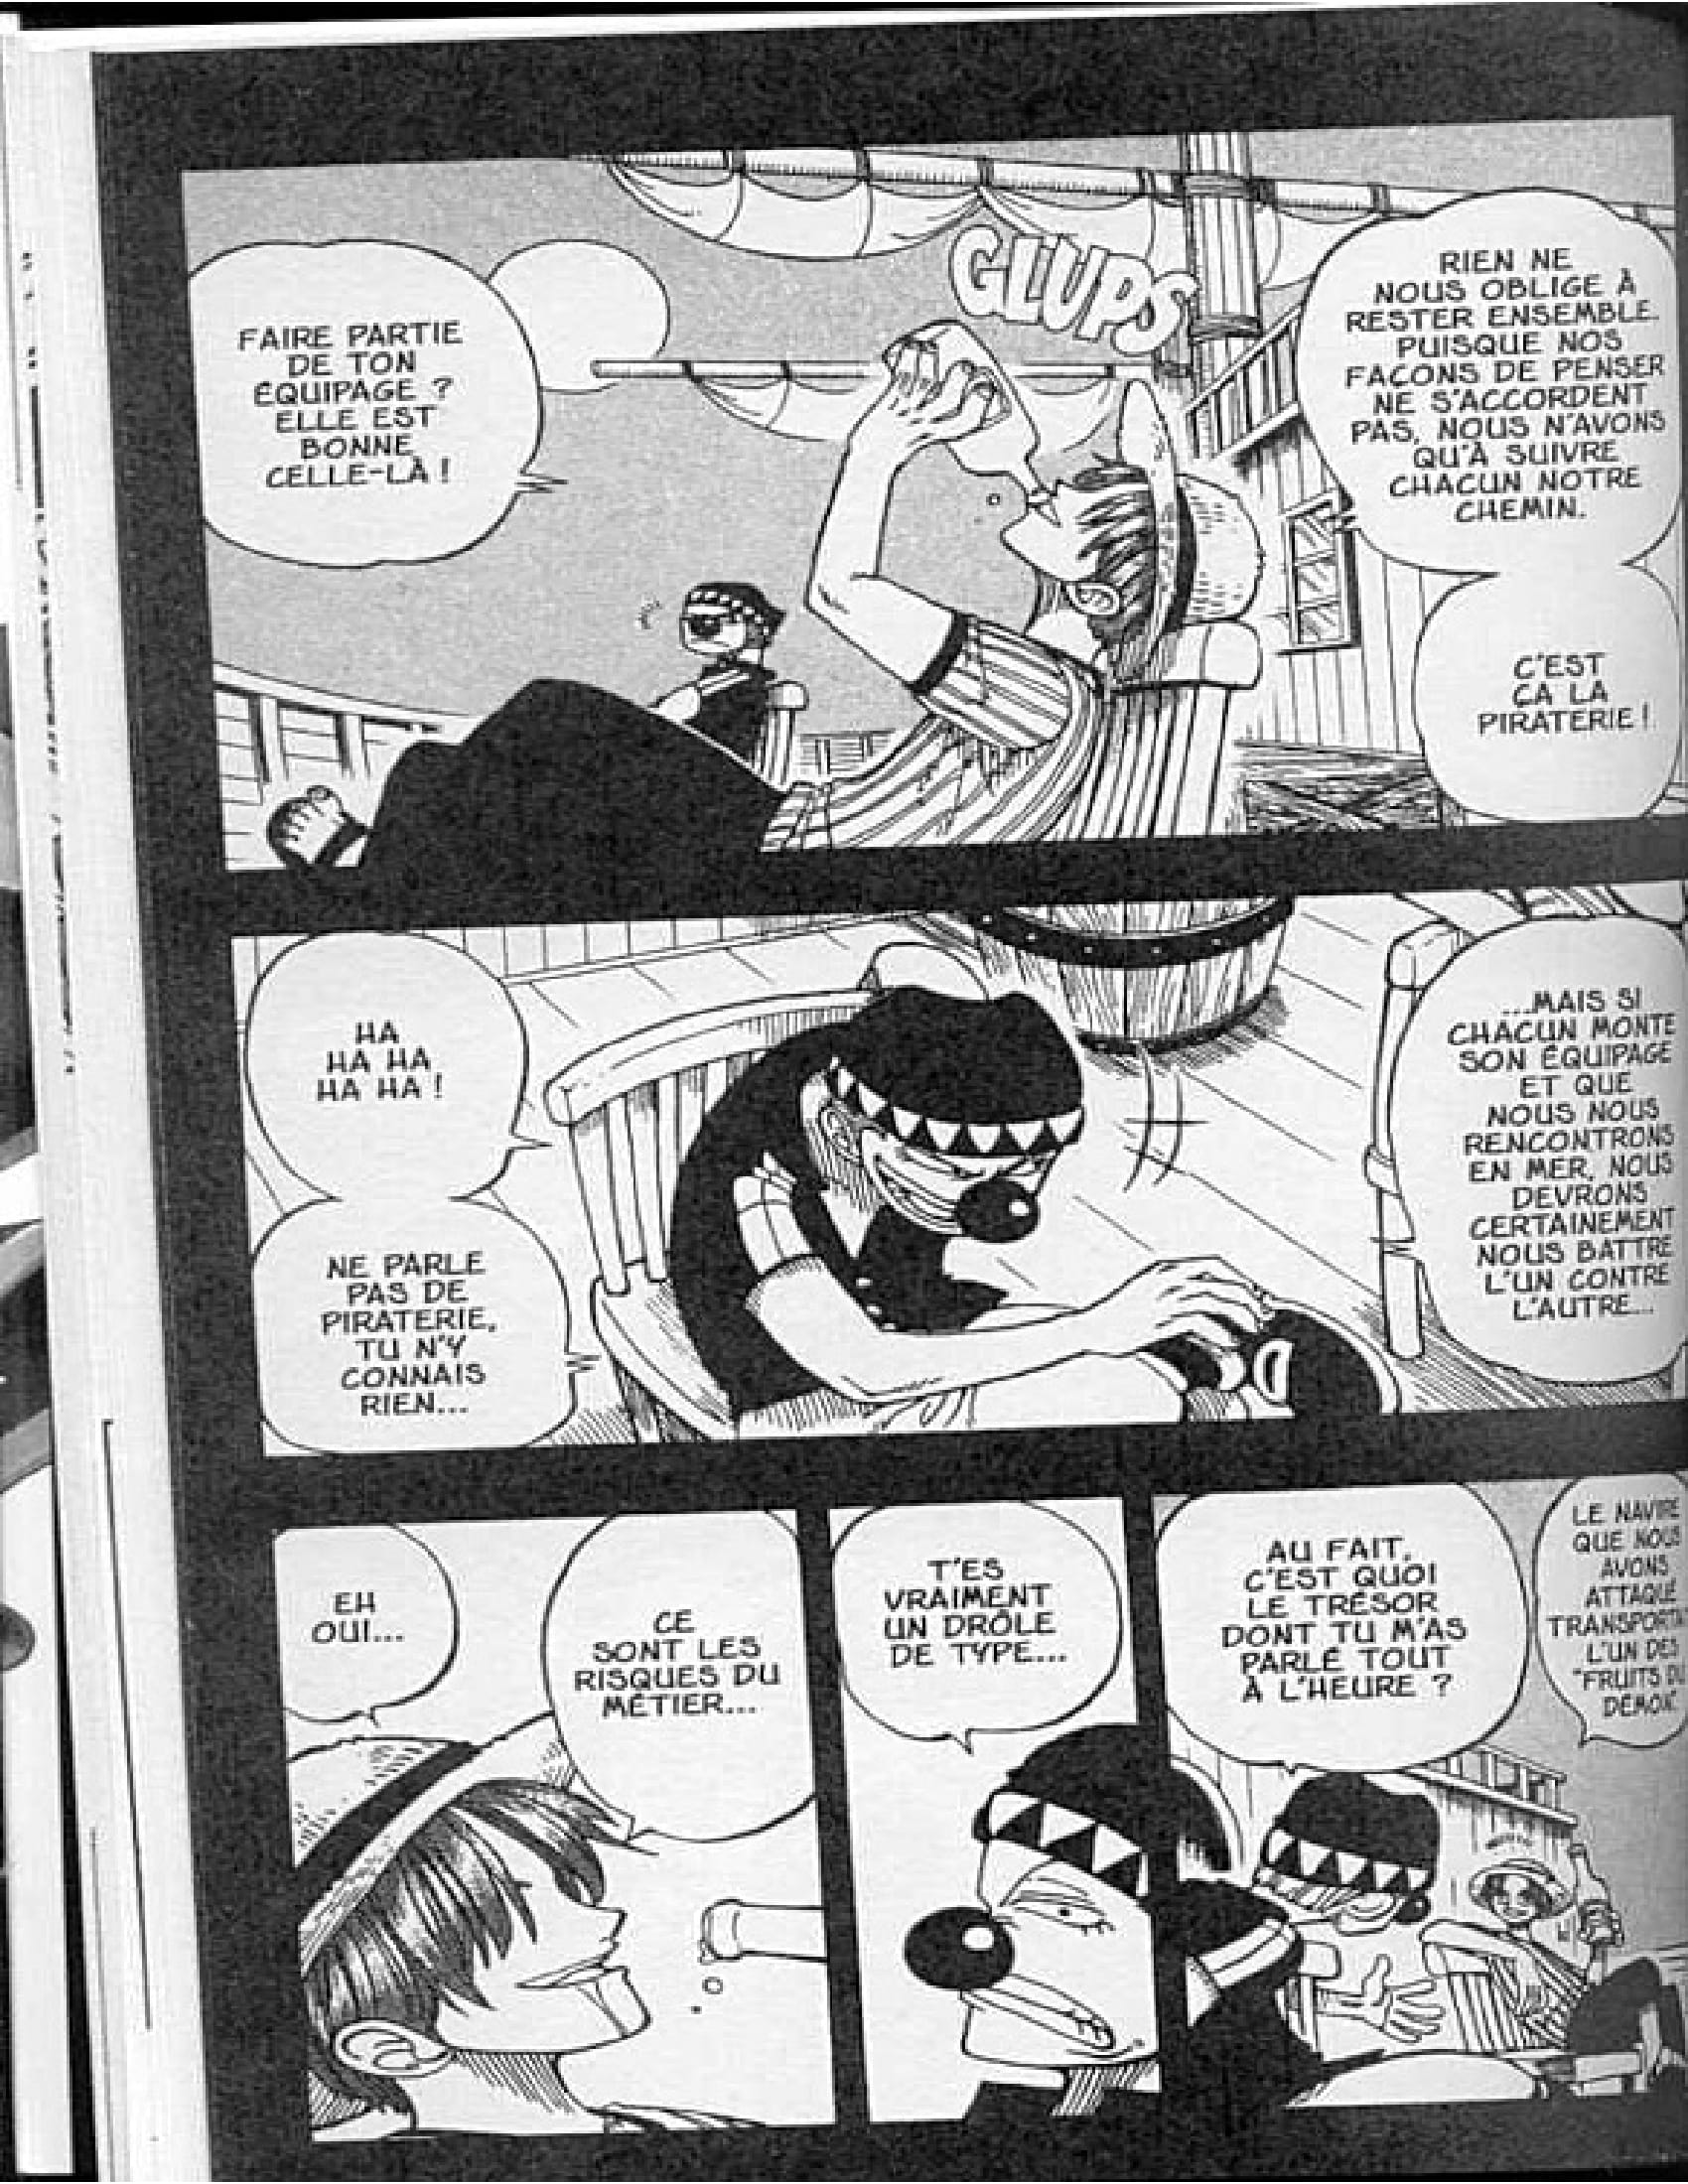 RIEN NE
NOUS OBLIGE À
RESTER ENSEMBLE.
PUISQUE NOS
FAÇONS DE PENSER
NE S'ACCORDENT
PAS, NOUS N'AVONS
QU'À SUIVRE
CHACUN NOTRE
CHEMIN.
C'EST
ÇA LA
PIRATERIE !
GLUPS
FAIRE PARTIE
DE TON
ÉQUIPAGE ?
ELLE EST
BONNE
CELLE-LÀ !
...MAIS SI
CHACUN MONTE
SON ÉQUIPAGE
ET QUE
NOUS NOUS
RENCONTRONS
EN MER, NOUS
DEVRONS
CERTAINEMENT
NOUS BATTRE
L'UN CONTRE
L'AUTRE...
HA
HA HA
HA HA !
NE PARLE
PAS DE
PIRATERIE,
TU N'Y
CONNAIS
RIEN...
LE NAVIRE
QUE NOUS
AVONS
ATTAQUÉ
TRANSPORTA
L'UN DES
"FRUITS DU
DÉMON"
AU FAIT,
C'EST QUOI
LE TRÉSOR
DONT TU M'AS
PARLÉ TOUT
À L'HEURE ?
T'ES
VRAIMENT
UN DRÔLE
DE TYPE...
CE
SONT LES
RISQUES DU
MÉTIER...
EH
OUI...